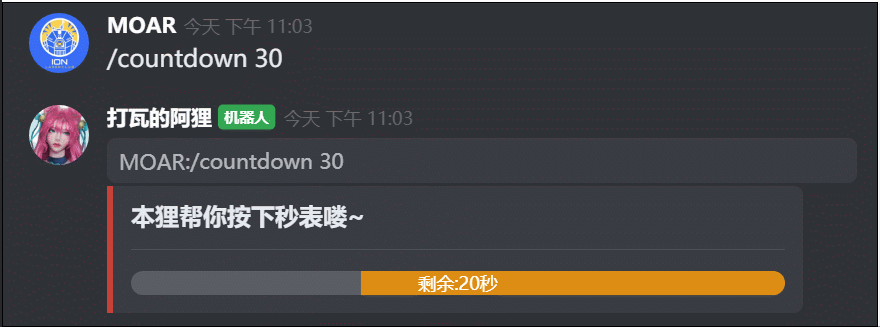 MOAR 今天 下午 11:03
/countdown 30
ION
打瓦的阿狸 机器人 今天 下午 11:03
MOAR:/countdown 30
本狸帮你按下秒表喽~
剩余:20秒